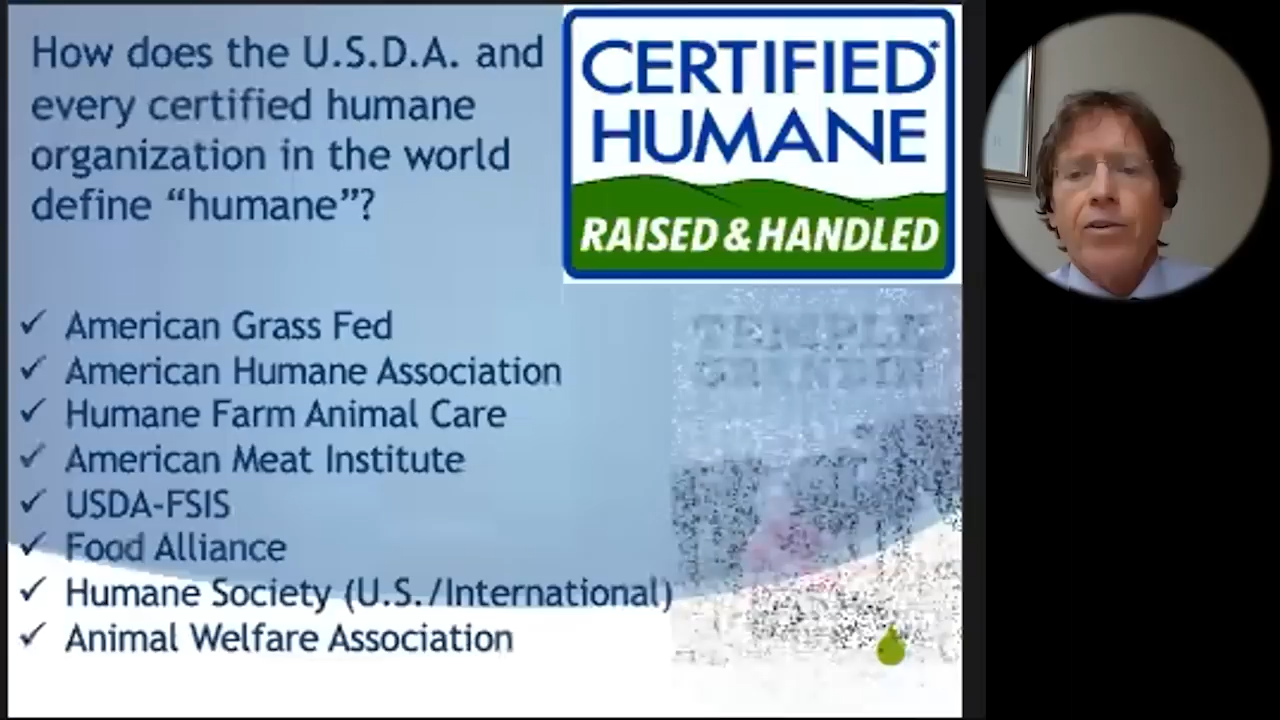 How does the U.S.D.A. and
every certified humane
organization in the world
define “humane”?
CERTIFIED
HUMANE
RAISED & HANDLED
✓ American Grass Fed
✓ American Humane Association
✓ Humane Farm Animal Care
✓ American Meat Institute
✓ USDA-FSIS
✓ Food Alliance
✓ Humane Society (U.S./International)
✓ Animal Welfare Association